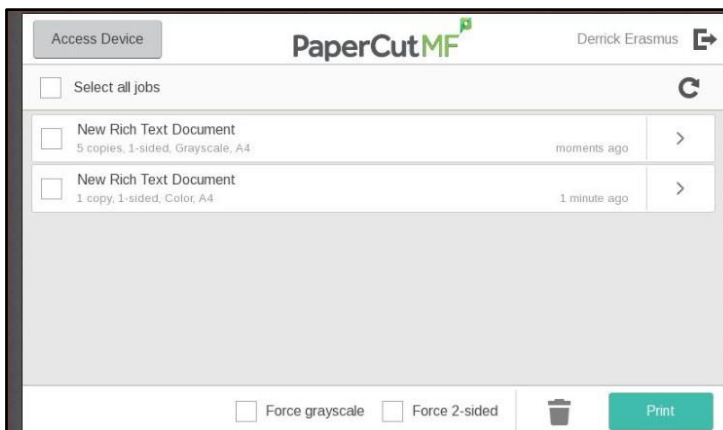 Access Device
PaperCutMF
Derrick Erasmus
Select all jobs
New Rich Text Document
5 copies, 1-sided, Grayscale, A4
moments ago
New Rich Text Document
1 copy, 1-sided, Color, A4
1 minute ago
Force grayscale
Force 2-sided
Print